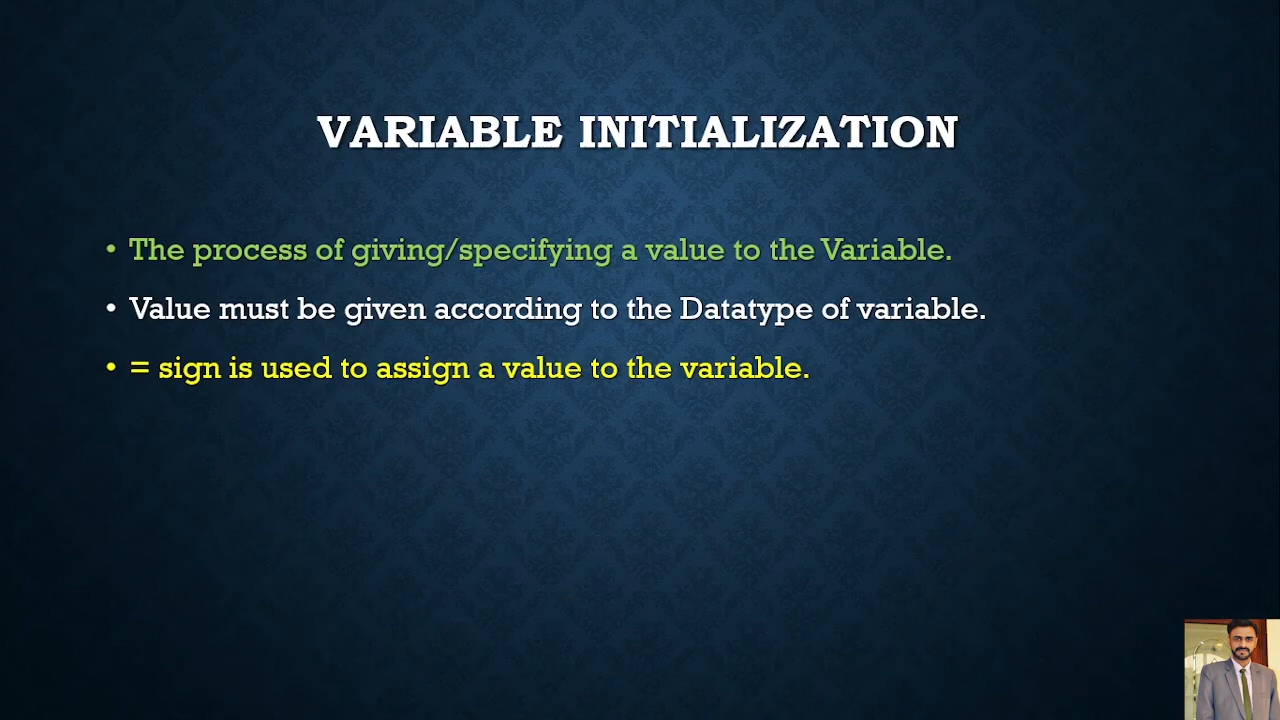 VARIABLE INITIALIZATION
• The process of giving/specifying a value to the Variable.
• Value must be given according to the Datatype of variable.
• = sign is used to assign a value to the variable.